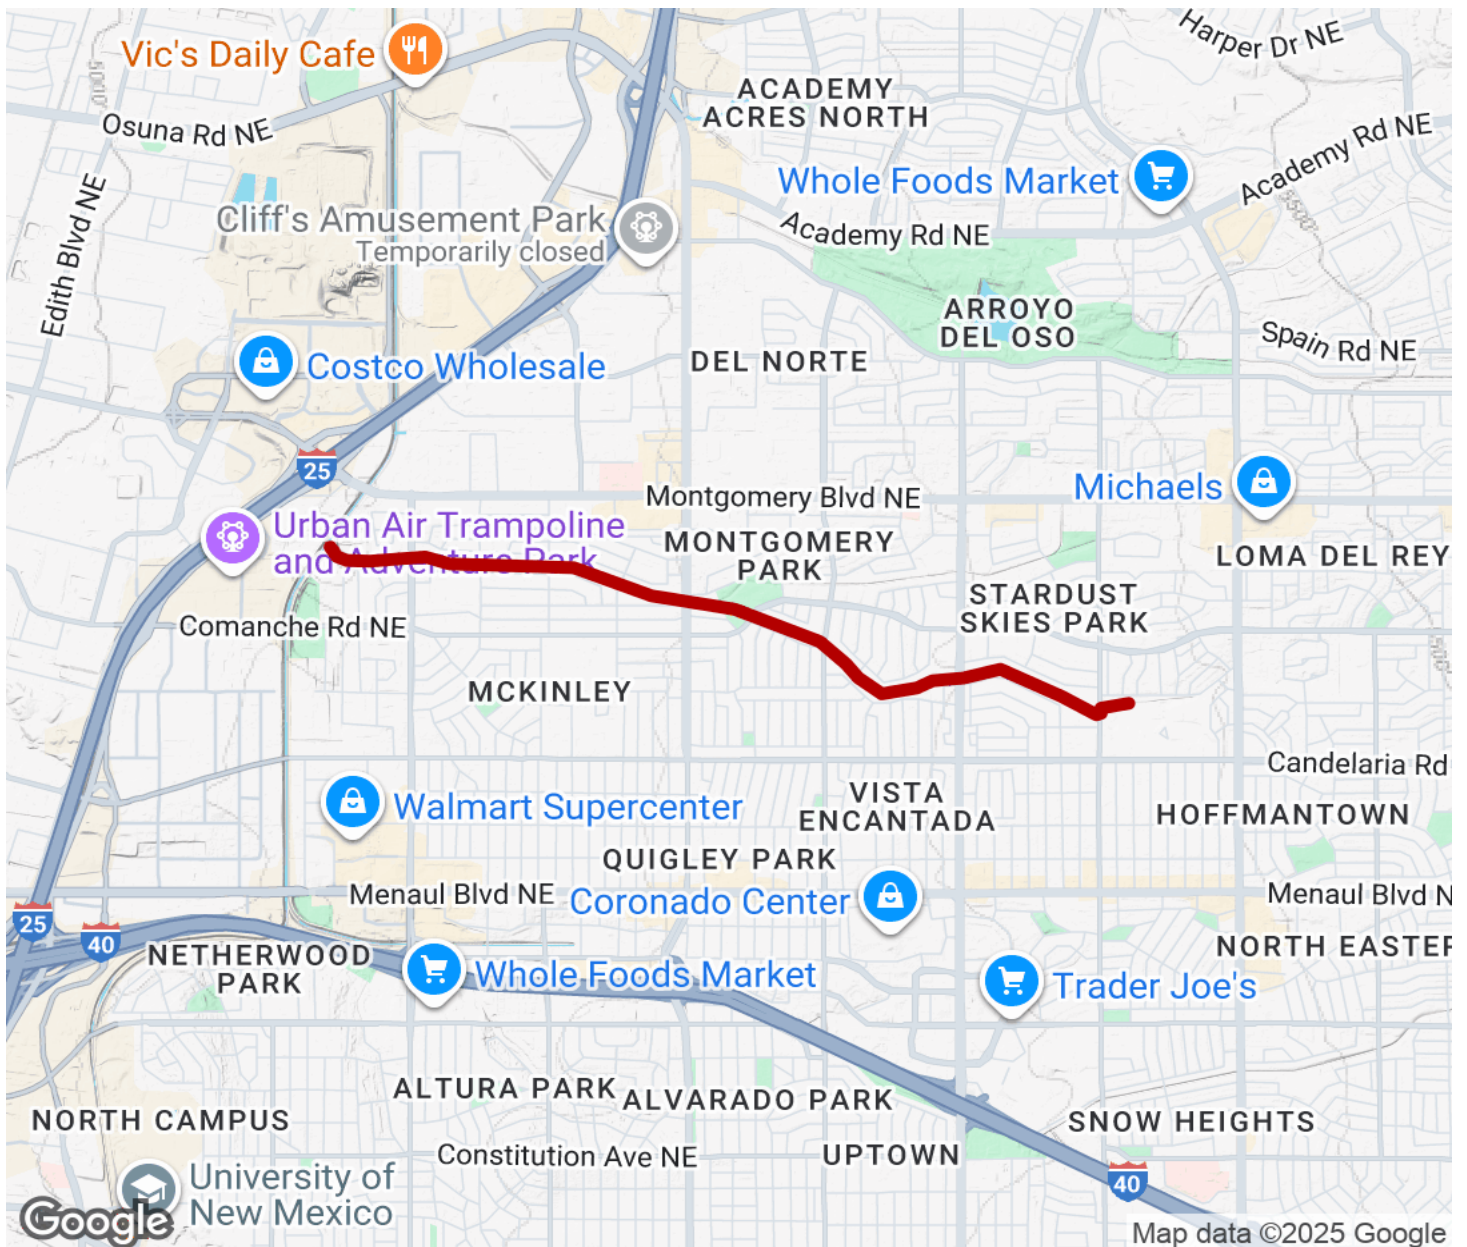 Harper Dr NE
Vic's Daily Cafe
5000
ACADEMY
ACRES NORTH
Osuna Rd NE
Academy Rd NE
Whole Foods Market
Edith Blvd NE
Cliff's Amusement Park
Temporarily closed
Academy Rd NE
5500
ARROYO
DEL OSO
Spain Rd NE
Costco Wholesale
DEL NORTE
25
Michaels
Montgomery Blvd NE
Urban Air Trampoline
and Adventure Park
MONTGOMERY
PARK
LOMA DEL REY
STARDUST
SKIES PARK
Comanche Rd NE
MCKINLEY
Candelaria Rd
VISTA
ENCANTADA
Walmart Supercenter
HOFFMANTOWN
QUIGLEY PARK
Menaul Blvd NE
Coronado Center
Menaul Blvd N
25
40
NETHERWOOD
PARK
NORTH EASTER
Whole Foods Market
Trader Joe's
ALTURA PARK
ALVARADO PARK
NORTH CAMPUS
SNOW HEIGHTS
Constitution Ave NE
UPTOWN
40
University of
New Mexico
Google
Map data ©2025 Google